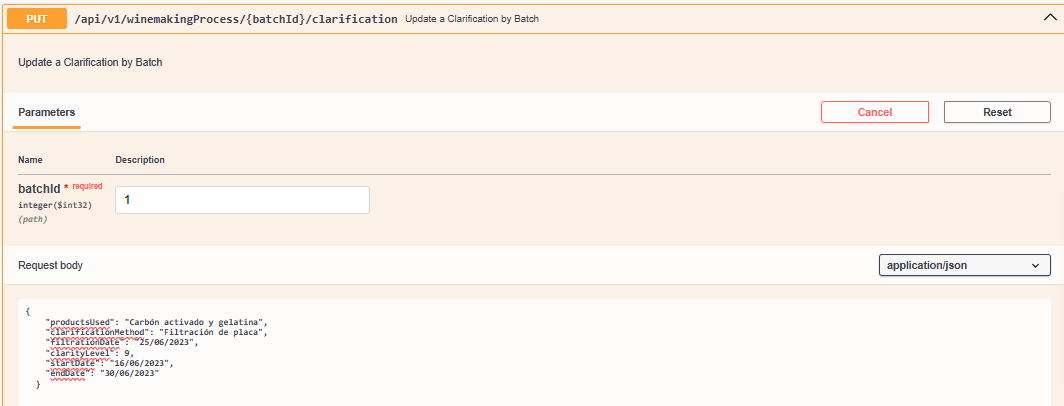 PUT /api/v1/winemakingProcess/{batchId}/clarification Update a Clarification by Batch
Update a Clarification by Batch
Parameters
Cancel
Reset
Name Description
batchId * required
integer($int32)
(path)
1
Request body
application/json
{
"productsUsed": "Carbón activado y gelatina",
"clarificationMethod": "Filtración de placa",
"filtrationDate": "25/06/2023",
"clarityLevel": 9,
"startDate": "16/06/2023",
"endDate": "30/06/2023"
}